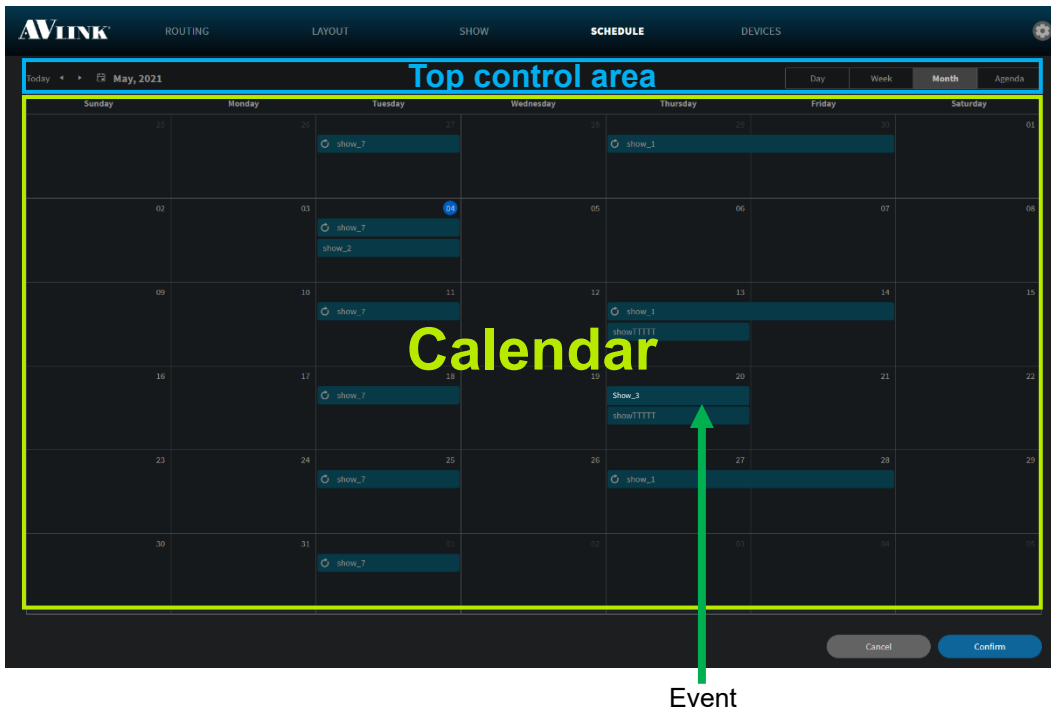 AVLINK ROUTING LAYOUT SHOW SCHEDULE DEVICES
Today May, 2021 Top control area Day Week Month Agenda
Sunday Monday Tuesday Wednesday Thursday Friday Saturday
25 26 27 28 29 30 01
show_7 show_1
02 03 04 05 06 07 08
show_7
show_2
09 10 11 12 13 14 15
show_7 show_1
showTTTTT
Calendar
16 17 18 19 20 21 22
show_7 Show_3
showTTTTT
23 24 25 26 27 28 29
show_7 show_1
30 31 01 02 03 04 05
show_7
Cancel Confirm
Event